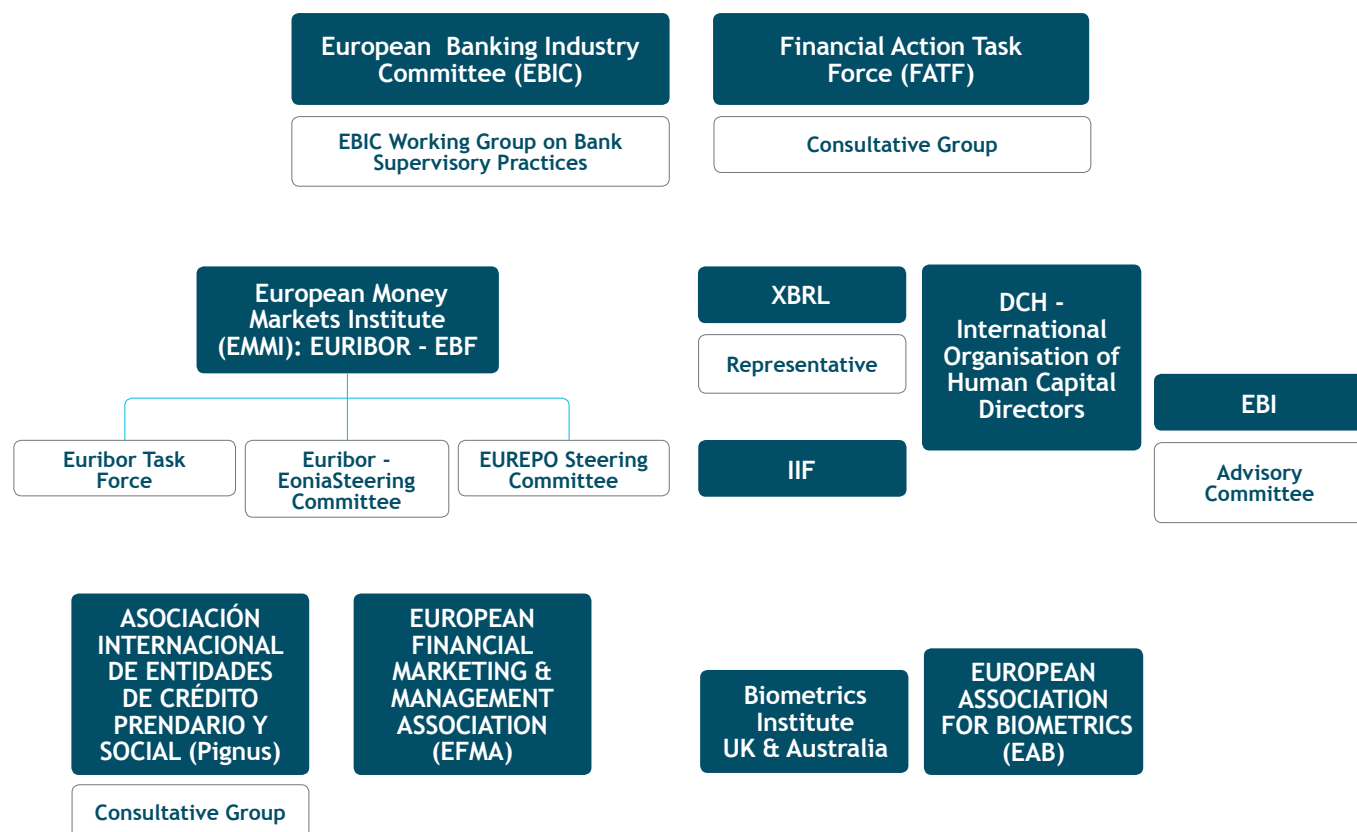 European  Banking Industry
Committee (EBIC)
Financial Action Task
Force (FATF)
EBIC Working Group on Bank
Supervisory Practices
Consultative Group
European Money
Markets Institute
(EMMI): EURIBOR - EBF
XBRL
Representative
DCH -
International
Organisation of
Human Capital
Directors
EBI
Advisory
Committee
Euribor Task
Force
Euribor -
EoniaSteering
Committee
EUREPO Steering
Committee
IIF
ASOCIACIÓN
INTERNACIONAL
DE ENTIDADES
DE CRÉDITO
PRENDARIO Y
SOCIAL (Pignus)
Consultative Group
EUROPEAN
FINANCIAL
MARKETING &
MANAGEMENT
ASSOCIATION
(EFMA)
Biometrics
Institute
UK & Australia
EUROPEAN
ASSOCIATION
FOR BIOMETRICS
(EAB)